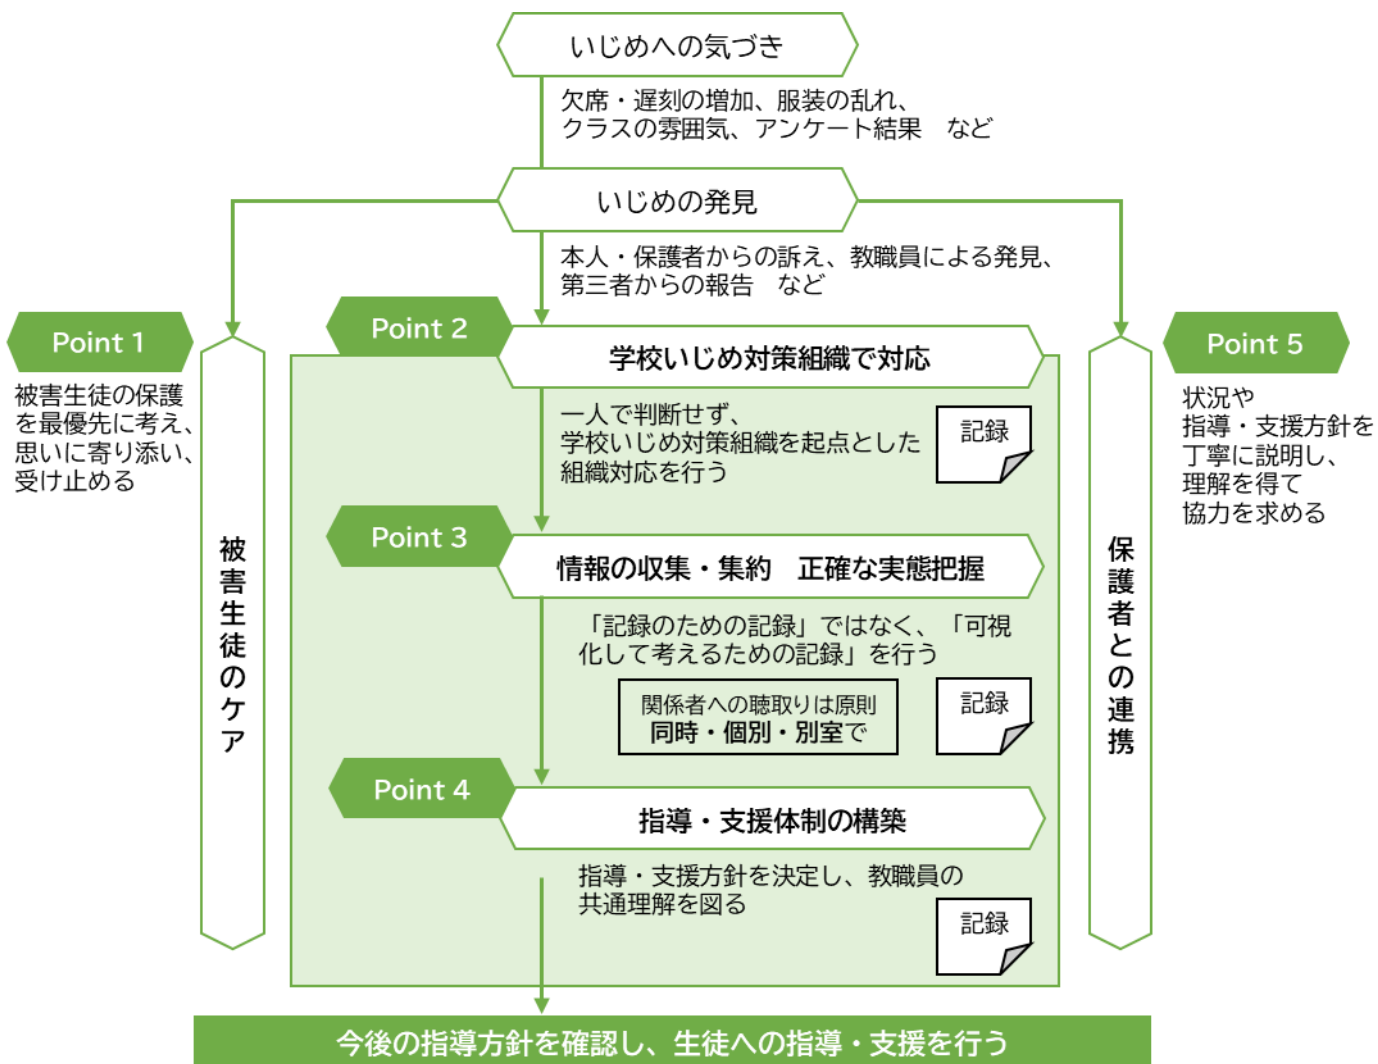 いじめへの気づき
欠席・遅刻の増加、服装の乱れ、
クラスの雰囲気、アンケート結果　など
いじめの発見
本人・保護者からの訴え、教職員による発見、
第三者からの報告　など
Point 1
被害生徒の保護
を最優先に考え、
思いに寄り添い、
受け止める
被害生徒のケア
Point 2
学校いじめ対策組織で対応
一人で判断せず、
学校いじめ対策組織を起点とした
組織対応を行う
記録
Point 3
情報の収集・集約　正確な実態把握
「記録のための記録」ではなく、「可視
化して考えるための記録」を行う
関係者への聴取りは原則
同時・個別・別室で
記録
Point 4
指導・支援体制の構築
指導・支援方針を決定し、教職員の
共通理解を図る
記録
保護者との連携
Point 5
状況や
指導・支援方針を
丁寧に説明し、
理解を得て
協力を求める
今後の指導方針を確認し、生徒への指導・支援を行う